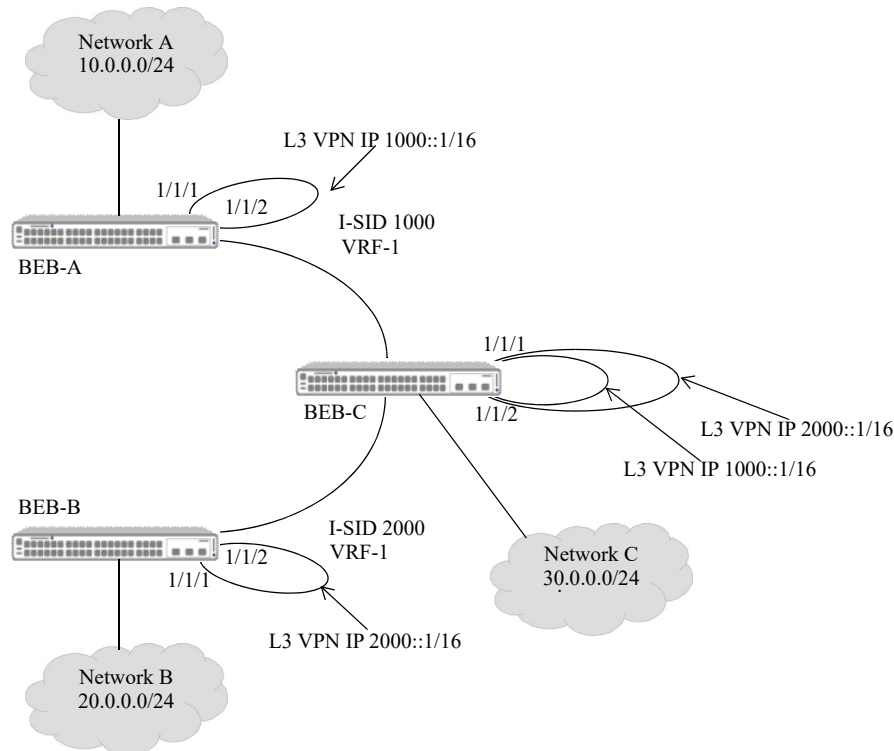 Network A
10.0.0.0/24
L3 VPN IP 1000::1/16
1/1/1
1/1/2
I-SID 1000
VRF-1
BEB-A
1/1/1
BEB-C
1/1/2
L3 VPN IP 2000::1/16
L3 VPN IP 1000::1/16
BEB-B
I-SID 2000
VRF-1
1/1/2
1/1/1
Network C
30.0.0.0/24
L3 VPN IP 2000::1/16
Network B
20.0.0.0/24